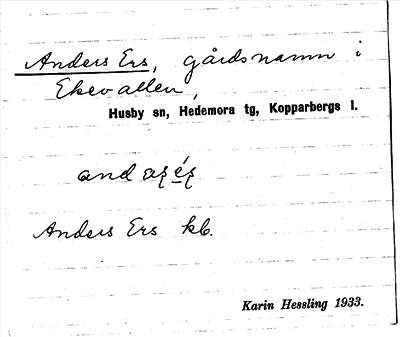 Anders Ers, gårdsnamn i
Ekevallen,
Husby sn, Hedemora tg, Kopparbergs l.
Anders Ers kb.
Karin Hessling 1933.